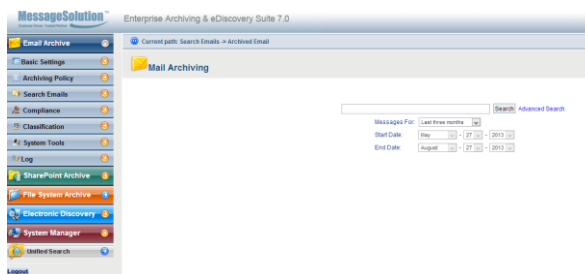 MessageSolution™
Enterprise Archiving & eDiscovery Suite 7.0
Email Archive
Current path: Search Emails -> Archived Email
Basic Settings
Mail Archiving
Archiving Policy
Search Emails
Search Advanced Search
Compliance
Messages For: Last three months
Classification
Start Date: May - 27 - 2013
System Tools
End Date: August - 27 - 2013
Log
SharePoint Archive
File System Archive
Electronic Discovery
System Manager
Unified Search
Logout